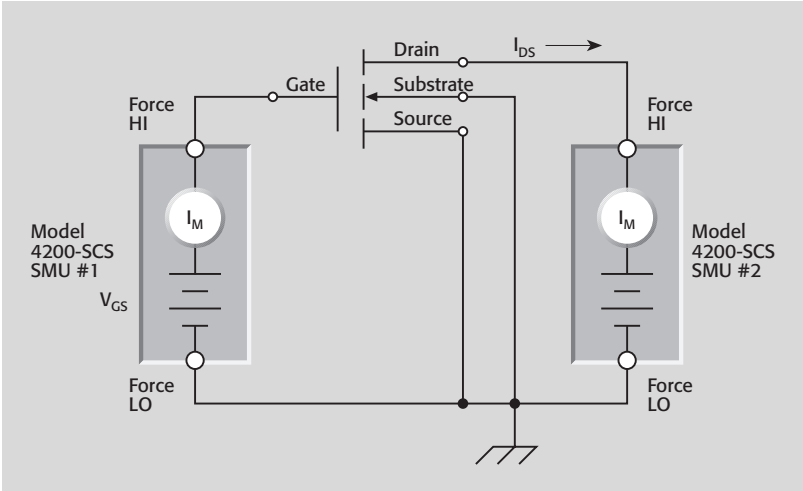 Drain
I_DS
Gate
Substrate
Source
Force
HI
Force
HI
I_M
I_M
Model
4200-SCS
SMU #1
Model
4200-SCS
SMU #2
V_GS
Force
LO
Force
LO